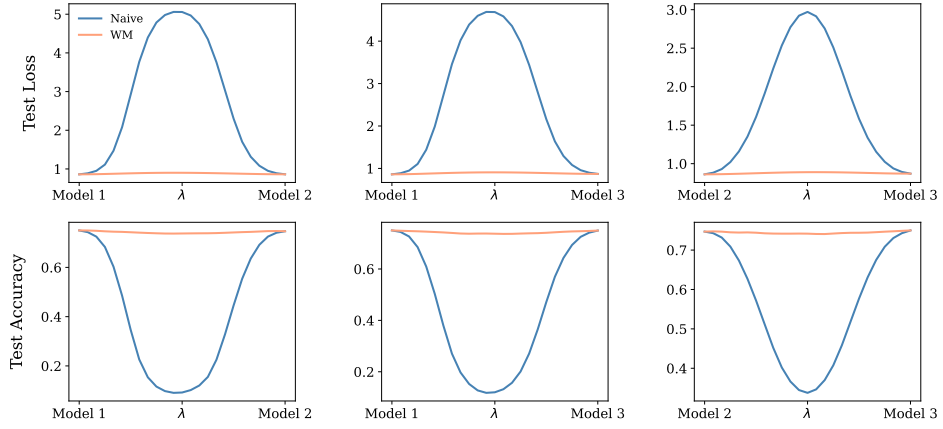 Test Loss
5
4
3
2
1
Naive
WM
Model 1 λ Model 2
4
3
2
1
Model 1 λ Model 3
3.0
2.5
2.0
1.5
1.0
Model 2 λ Model 3
Test Accuracy
0.6
0.4
0.2
Model 1 λ Model 2
0.6
0.4
0.2
Model 1 λ Model 3
0.7
0.6
0.5
0.4
Model 2 λ Model 3